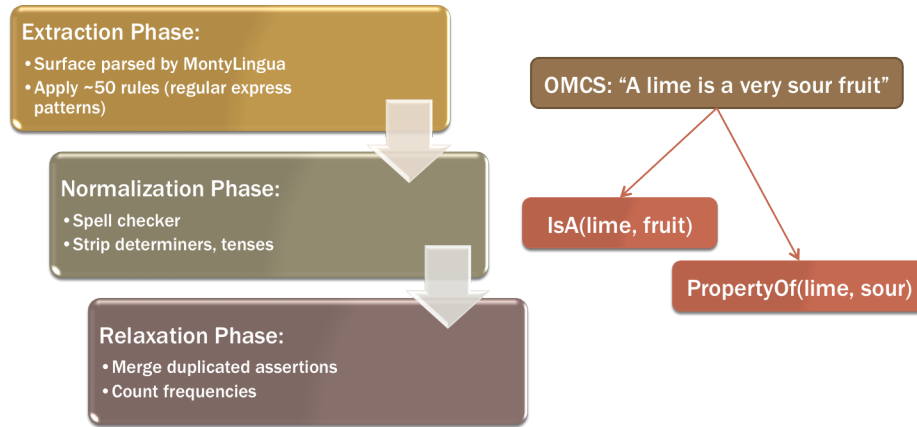 Extraction Phase:
•Surface parsed by MontyLingua
•Apply ~50 rules (regular express
patterns)
Normalization Phase:
•Spell checker
•Strip determiners, tenses
Relaxation Phase:
•Merge duplicated assertions
•Count frequencies
OMCS: “A lime is a very sour fruit”
IsA(lime, fruit)
PropertyOf(lime, sour)